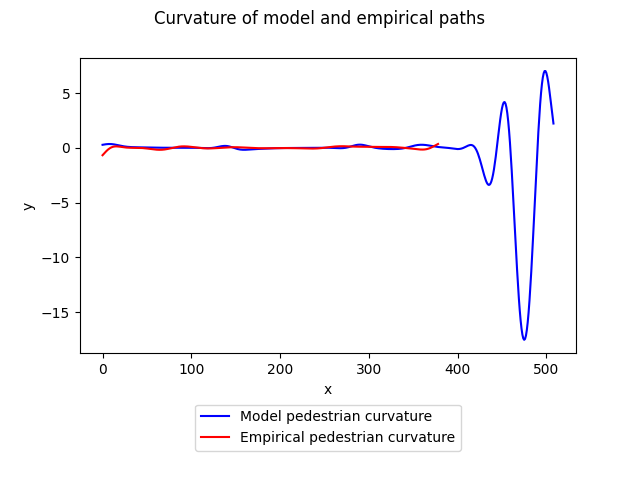 Curvature of model and empirical paths
5
0
−5
−10
−15
y
0 100 200 300 400 500
x
Model pedestrian curvature
Empirical pedestrian curvature